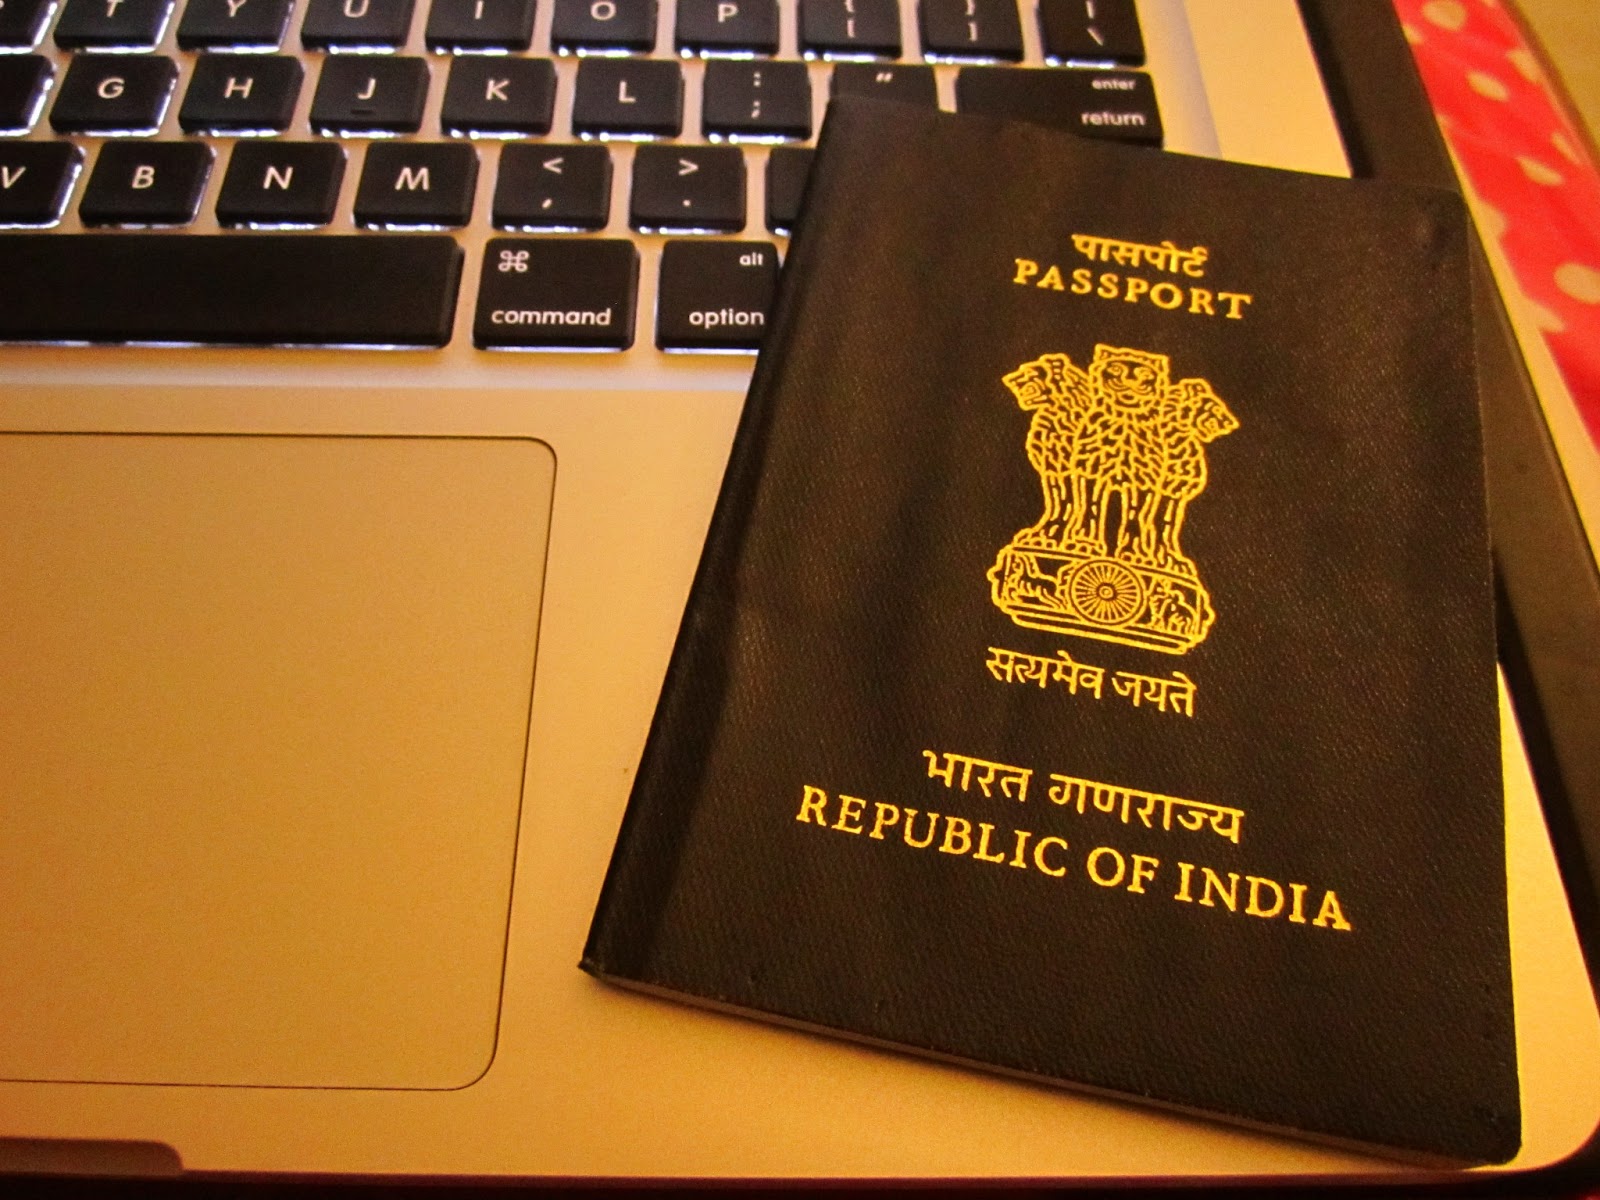 T Y U I O P { [ } ] | \
G H J K L : ; " enter return
V B N M < , > .
⌘ command alt option
पासपोर्ट
PASSPORT
सत्यमेव जयते
भारत गणराज्य
REPUBLIC OF INDIA